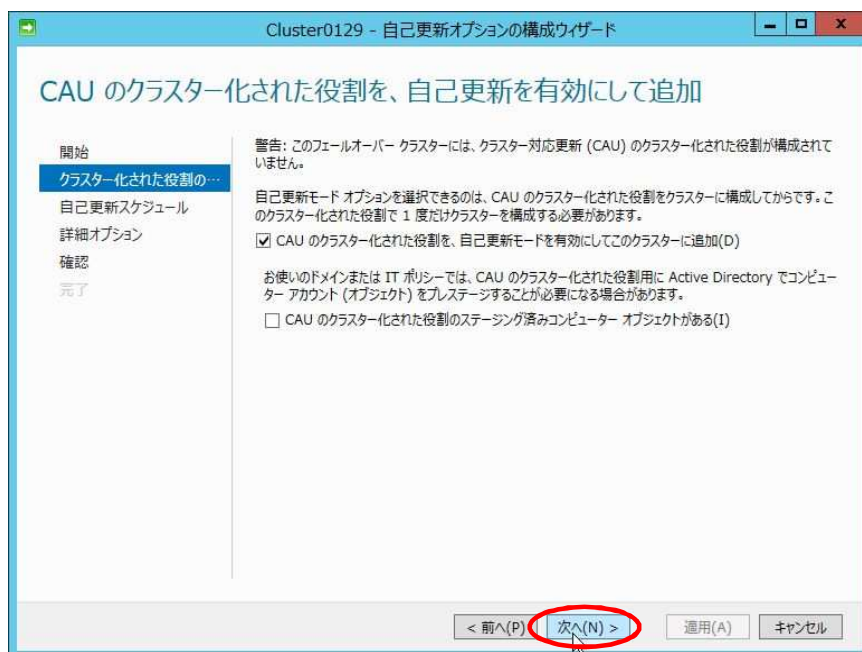 Cluster0129 - 自己更新オプションの構成ウィザード
CAU のクラスター化された役割を、自己更新を有効にして追加
開始
クラスター化された役割の…
自己更新スケジュール
詳細オプション
確認
完了
警告: このフェールオーバー クラスターには、クラスター対応更新 (CAU) のクラスター化された役割が構成されて
いません。
自己更新モード オプションを選択できるのは、CAU のクラスター化された役割をクラスターに構成してからです。こ
のクラスター化された役割で 1 度だけクラスターを構成する必要があります。
CAU のクラスター化された役割を、自己更新モードを有効にしてこのクラスターに追加(D)
お使いのドメインまたは IT ポリシーでは、CAU のクラスター化された役割用に Active Directory でコンピュー
ター アカウント (オブジェクト) をプレステージすることが必要になる場合があります。
CAU のクラスター化された役割のステージング済みコンピューター オブジェクトがある(I)
< 前へ(P) 次へ(N) > 適用(A) キャンセル